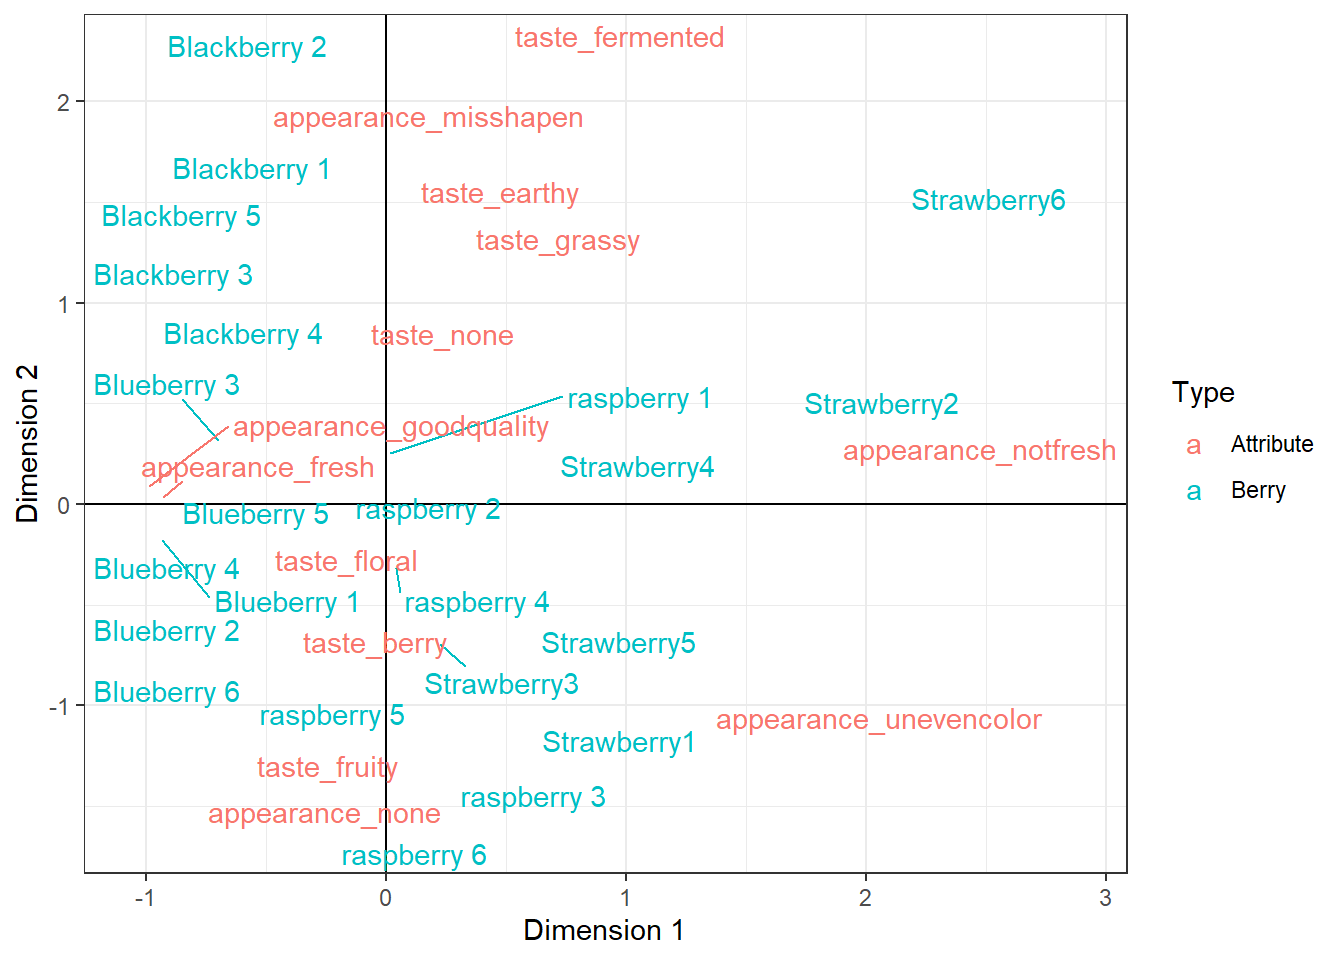 taste_fermented
Blackberry 2
2
appearance_misshapen
Blackberry 1
taste_earthy
Strawberry6
Blackberry 5
taste_grassy
Blackberry 3
1
Blackberry 4
taste_none
Blueberry 3
raspberry 1
Strawberry2
appearance_goodquality
appearance_notfresh
appearance_fresh
Strawberry4
0
Blueberry 5
raspberry 2
taste_floral
Blueberry 4
Blueberry 1
raspberry 4
Blueberry 2
taste_berry
Strawberry5
Strawberry3
Blueberry 6
-1
raspberry 5
appearance_unevencolor
Strawberry1
taste_fruity
raspberry 3
appearance_none
raspberry 6
-1
0
1
2
3
Dimension 1
Dimension 2
Type
a Attribute
a Berry